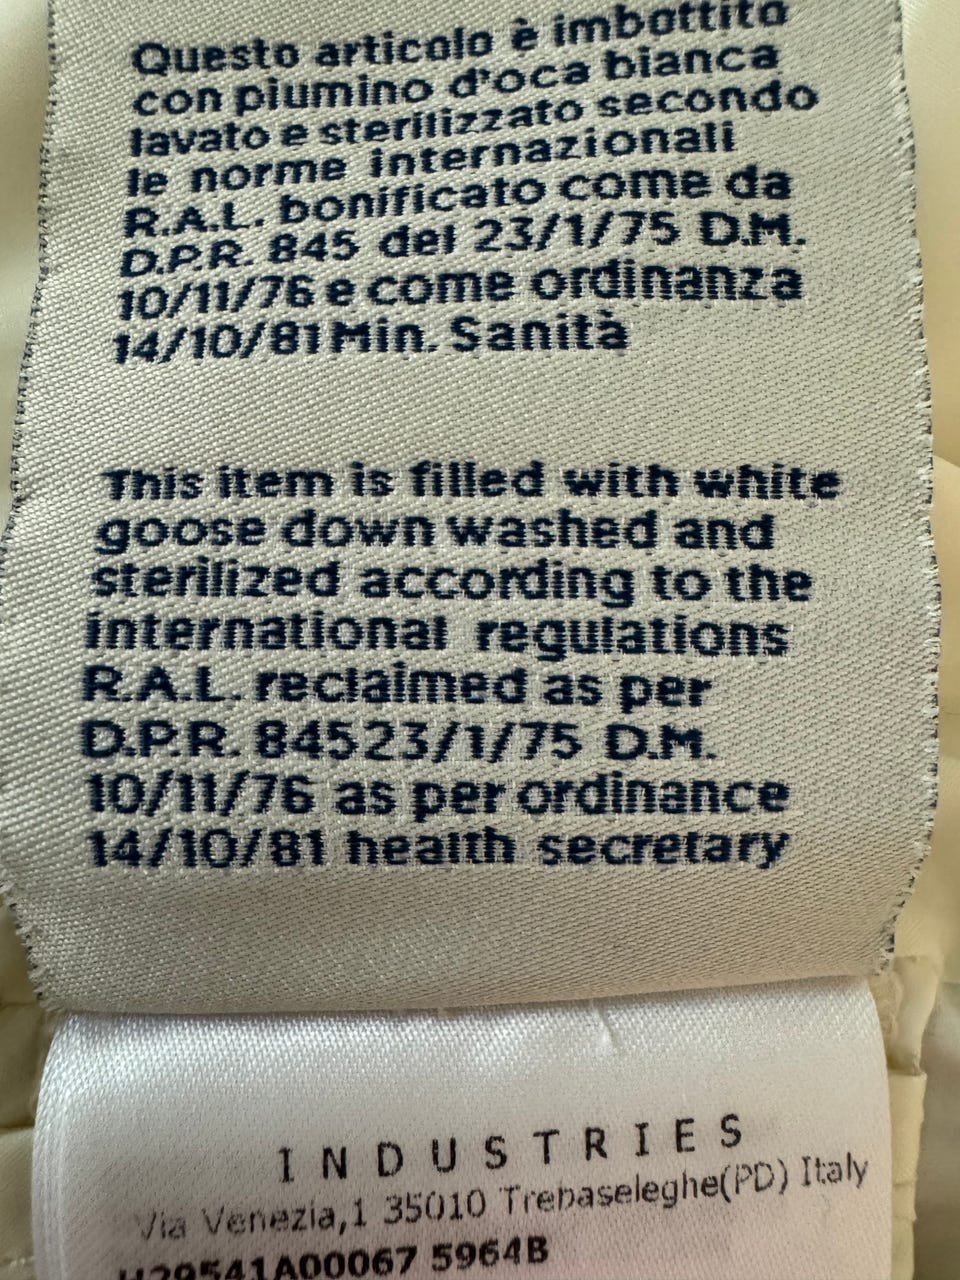 Questo articolo è imbottito
con piumino d'oca bianca
lavato e sterilizzato secondo
le norme internazionali
R.A.L. bonificato come da
D.P.R. 845 del 23/1/75 D.M.
10/11/76 e come ordinanza
14/10/81 Min. Sanità
This item is filled with white
goose down washed and
sterilized according to the
international regulations
R.A.L. reclaimed as per
D.P.R. 84523/1/75 D.M.
10/11/76 as per ordinance
14/10/81 health secretary
INDUSTRIES
Via Venezia,1 35010 Trebaseleghe(PD) Italy
H29541A00067 5964B